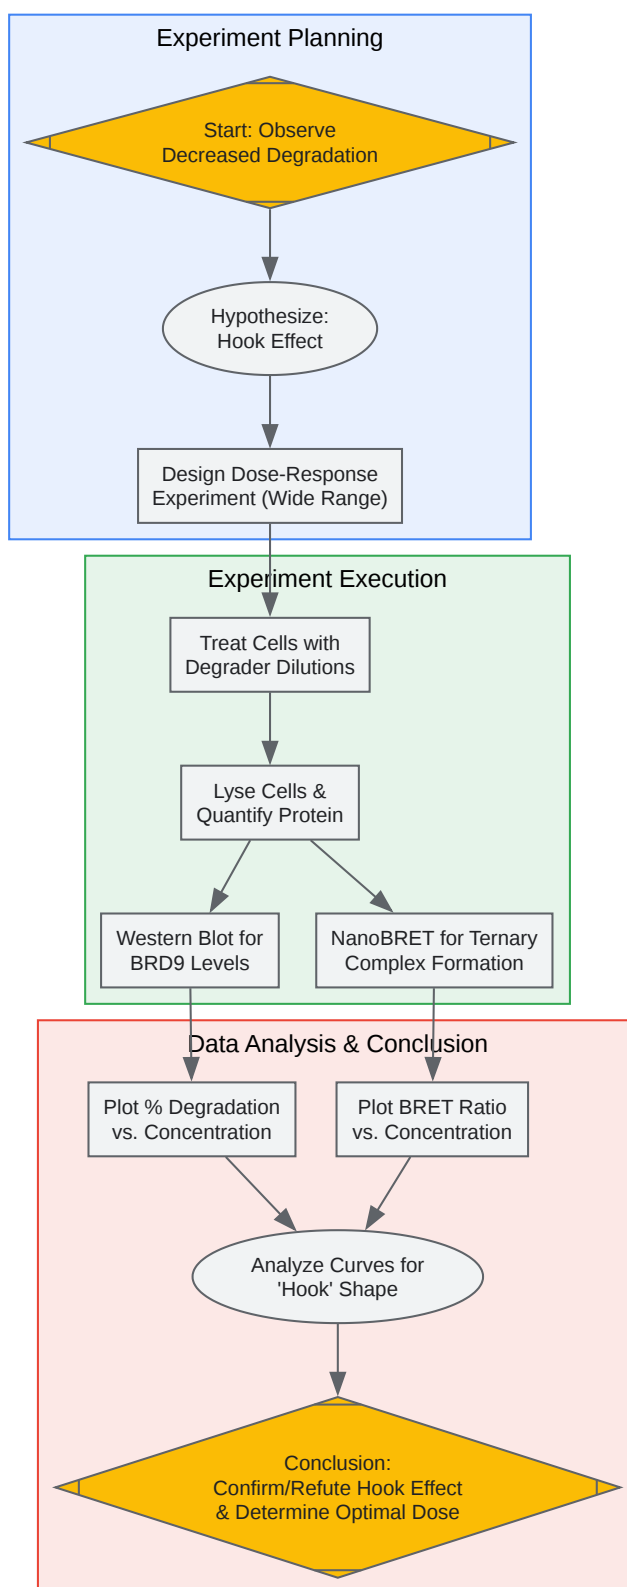 Experiment Planning
Start: Observe
Decreased Degradation
Hypothesize:
Hook Effect
Design Dose-Response
Experiment (Wide Range)
Experiment Execution
Treat Cells with
Degrader Dilutions
Lyse Cells &
Quantify Protein
Western Blot for
BRD9 Levels
NanoBRET for Ternary
Complex Formation
Data Analysis & Conclusion
Plot % Degradation
vs. Concentration
Plot BRET Ratio
vs. Concentration
Analyze Curves for
'Hook' Shape
Conclusion:
Confirm/Refute Hook Effect
& Determine Optimal Dose